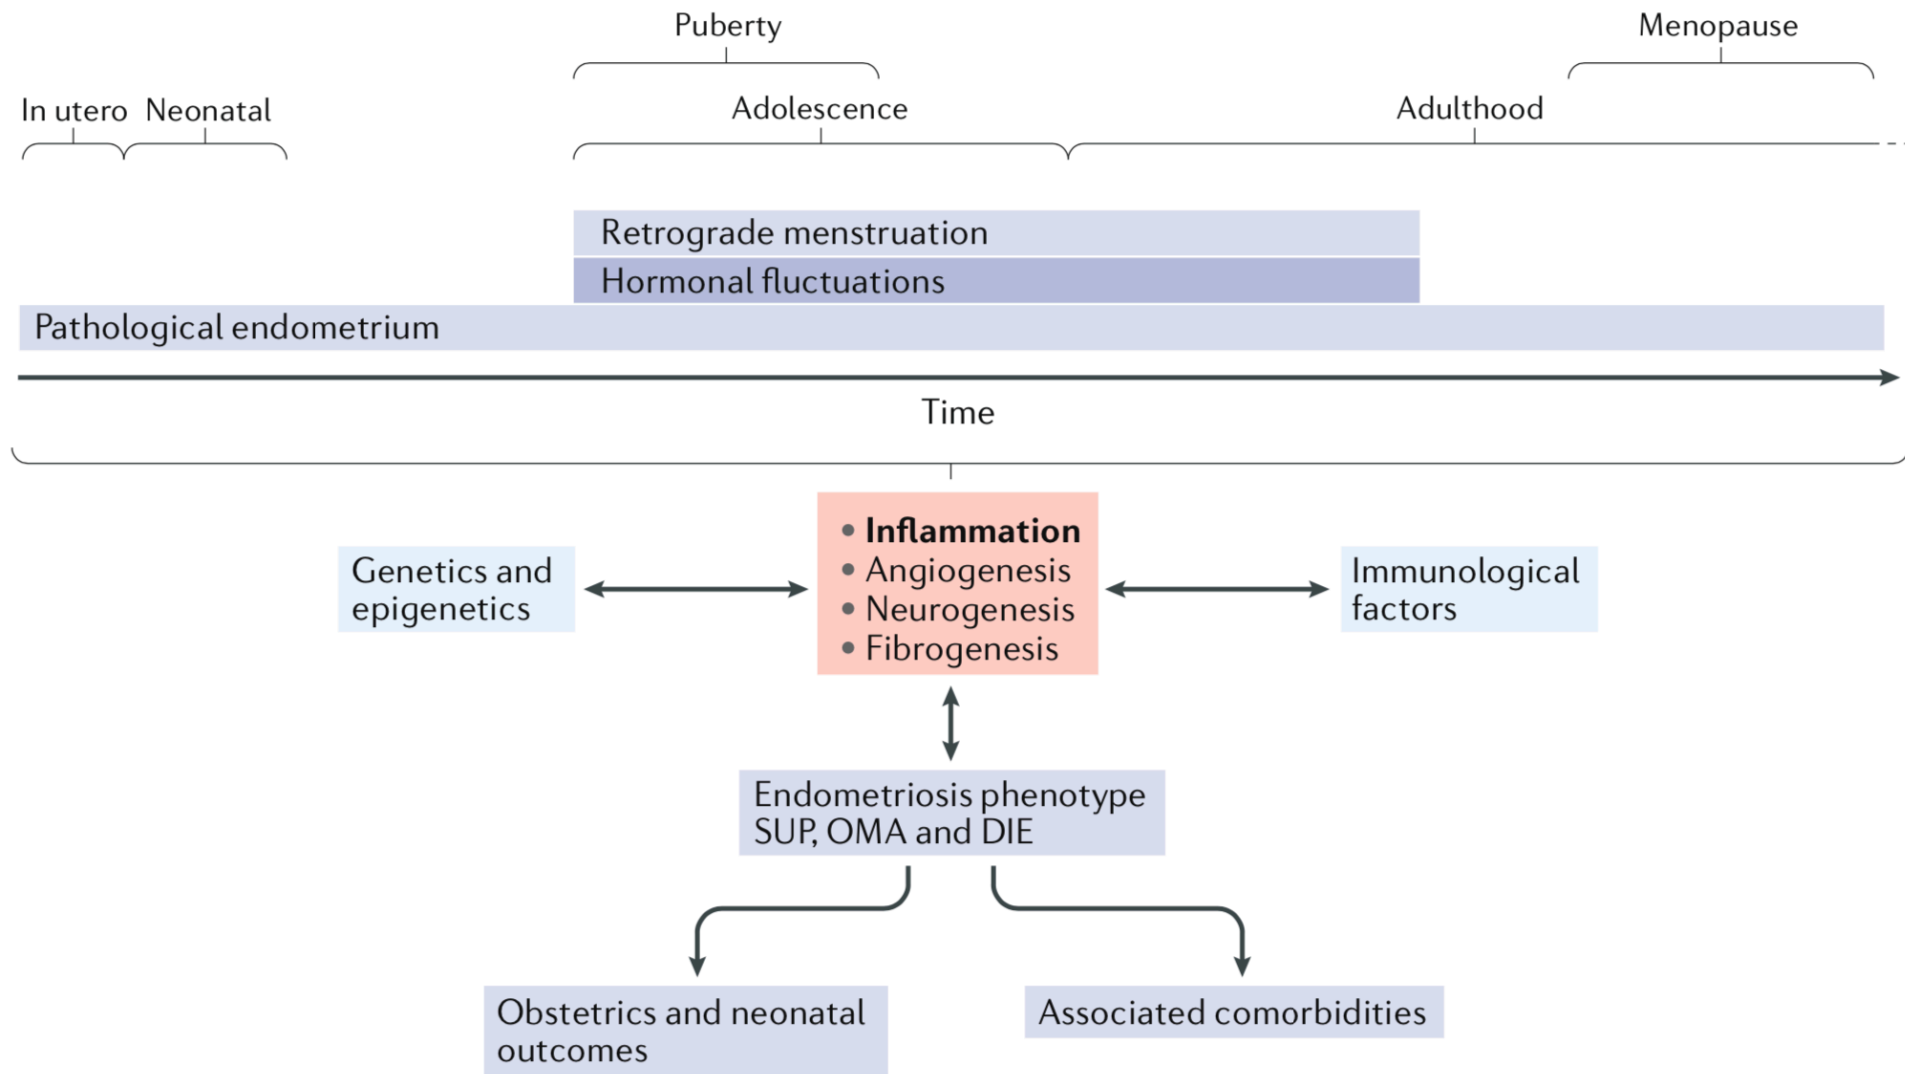 Puberty
Menopause
In utero
Neonatal
Adolescence
Adulthood
Retrograde menstruation
Hormonal fluctuations
Pathological endometrium
Time
• Inflammation
• Angiogenesis
• Neurogenesis
• Fibrogenesis
Genetics and
epigenetics
Immunological
factors
Endometriosis phenotype
SUP, OMA and DIE
Obstetrics and neonatal
outcomes
Associated comorbidities